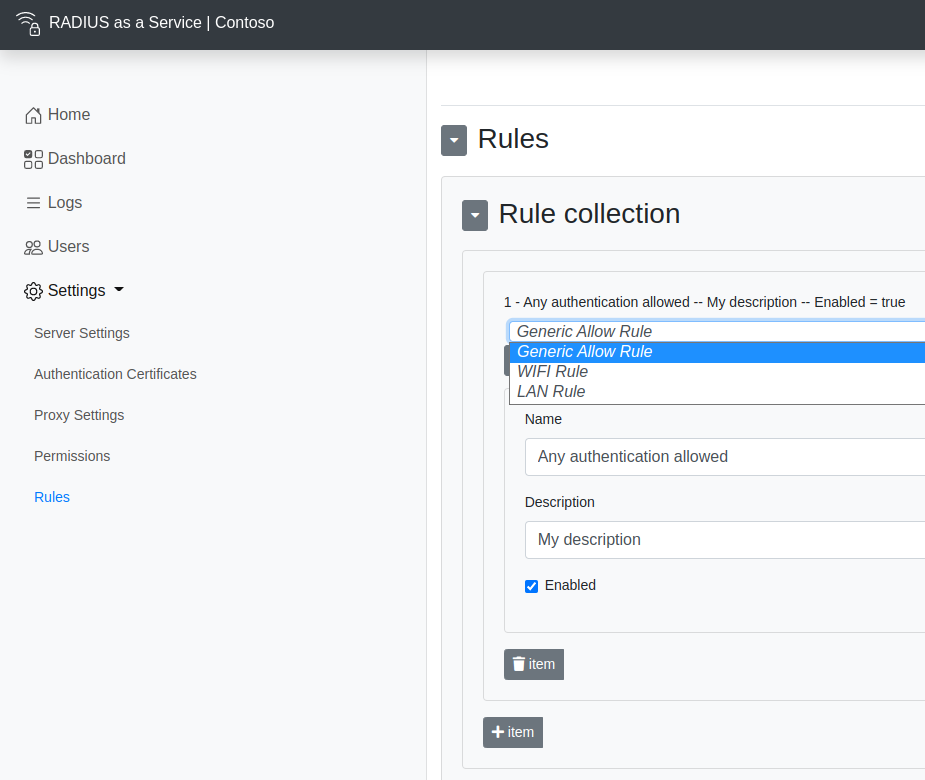 RADIUS as a Service | Contoso
Home
Dashboard
Logs
Users
Settings
Server Settings
Authentication Certificates
Proxy Settings
Permissions
Rules
Rules
Rule collection
1 - Any authentication allowed -- My description -- Enabled = true
Generic Allow Rule
Generic Allow Rule
WIFI Rule
LAN Rule
Name
Any authentication allowed
Description
My description
Enabled
item
item